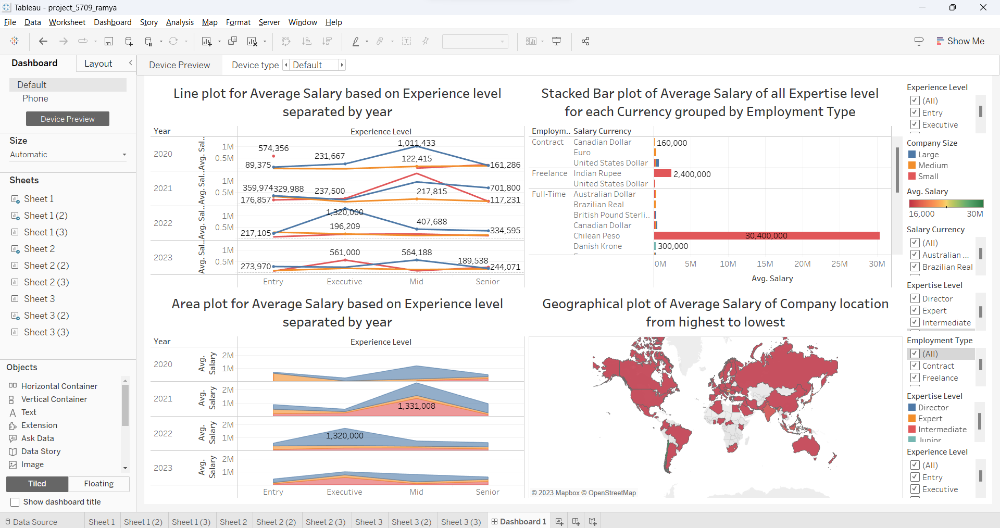 Tableau - project_5709_ramya
File Data Worksheet Dashboard Story Analysis Map Format Server Window Help
Show Me
Dashboard Layout
Device Preview Device type Default
Default
Phone
Device Preview
Size
Automatic
Sheets
Sheet 1
Sheet 1 (2)
Sheet 1 (3)
Sheet 2
Sheet 2 (2)
Sheet 2 (3)
Sheet 3
Sheet 3 (2)
Sheet 3 (3)
Objects
Horizontal Container
Vertical Container
Text
Extension
Ask Data
Data Story
Image
Tiled Floating
Show dashboard title
Line plot for Average Salary based on Experience level
separated by year
Year Experience Level
2020 Avg. Sal.. 1M 0.5M
574,356 89,375 231,667 1,011,433 122,415 161,286
2021 Avg. Sal.. 1M 0.5M
359,974 329,988 176,857 237,500 217,815 701,800 117,231
2022 Avg. Sal.. 1M 0.5M
217,105 1,320,000 196,209 407,688 334,595
2023 Avg. Sal.. 1M 0.5M
273,970 561,000 564,188 189,538 244,071
Entry Executive Mid Senior
Stacked Bar plot of Average Salary of all Expertise level
for each Currency grouped by Employment Type
Employm.. Salary Currency
Contract Canadian Dollar 160,000
Euro
United States Dollar
Freelance Indian Rupee 2,400,000
United States Dollar
Full-Time Australian Dollar
Brazilian Real
British Pound Sterli..
Canadian Dollar
Chilean Peso 30,400,000
Danish Krone 300,000
0M 5M 10M 15M 20M 25M 30M
Avg. Salary
Area plot for Average Salary based on Experience level
separated by year
Year Experience Level
2020 Avg. Salary 2M 1M
2021 Avg. Salary 2M 1M 1,331,008
2022 Avg. Salary 2M 1M 1,320,000
2023 Avg. Salary 2M 1M
Entry Executive Mid Senior
Geographical plot of Average Salary of Company location
from highest to lowest
© 2023 Mapbox © OpenStreetMap
Experience Level
(All)
Entry
Executive
Company Size
Large
Medium
Small
Avg. Salary
16,000 30M
Salary Currency
(All)
Australian ...
Brazilian Real
Expertise Level
Director
Expert
Intermediate
Employment Type
(All)
Contract
Freelance
Expertise Level
Director
Expert
Intermediate
Junior
Experience Level
(All)
Entry
Executive
Data Source Sheet 1 Sheet 1 (2) Sheet 1 (3) Sheet 2 Sheet 2 (2) Sheet 2 (3) Sheet 3 Sheet 3 (2) Sheet 3 (3) Dashboard 1